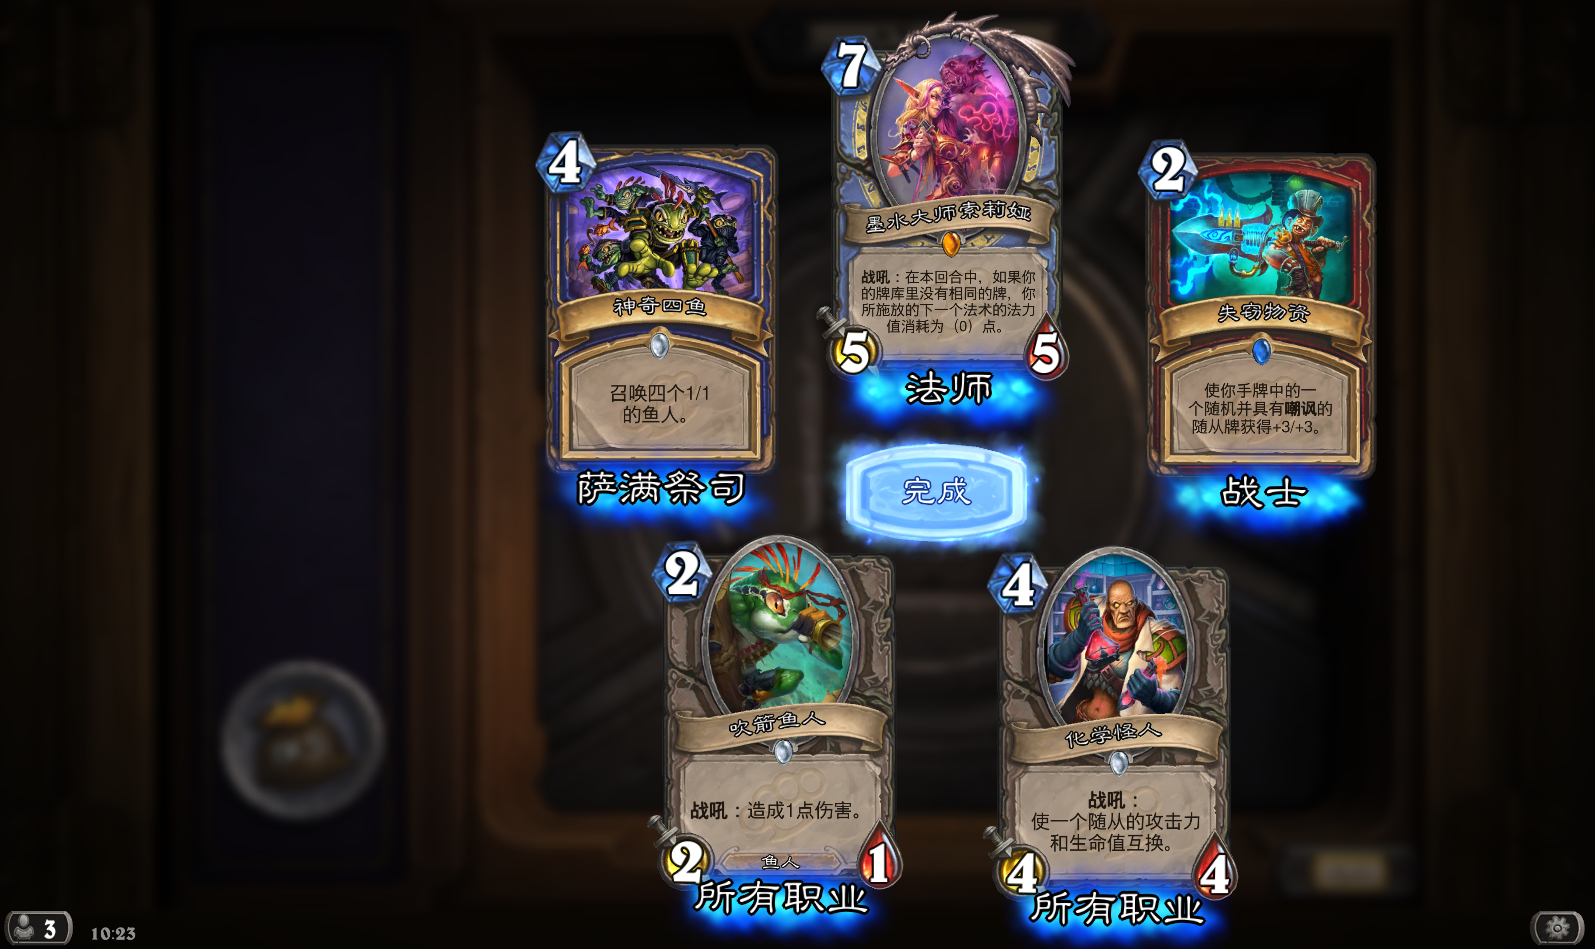 7
墨水大师索莉娅
战吼：在本回合中，如果你
的牌库里没有相同的牌，你
所施放的下一个法术的法力
值消耗为（0）点。
5
5
法师
4
神奇四鱼
召唤四个1/1
的鱼人。
萨满祭司
2
失窃物资
使你手牌中的一
个随机并具有嘲讽的
随从牌获得+3/+3。
战士
完成
2
吹箭鱼人
战吼：造成1点伤害。
鱼人
2
1
所有职业
4
化学怪人
战吼：
使一个随从的攻击力
和生命值互换。
4
4
所有职业
3
10:23